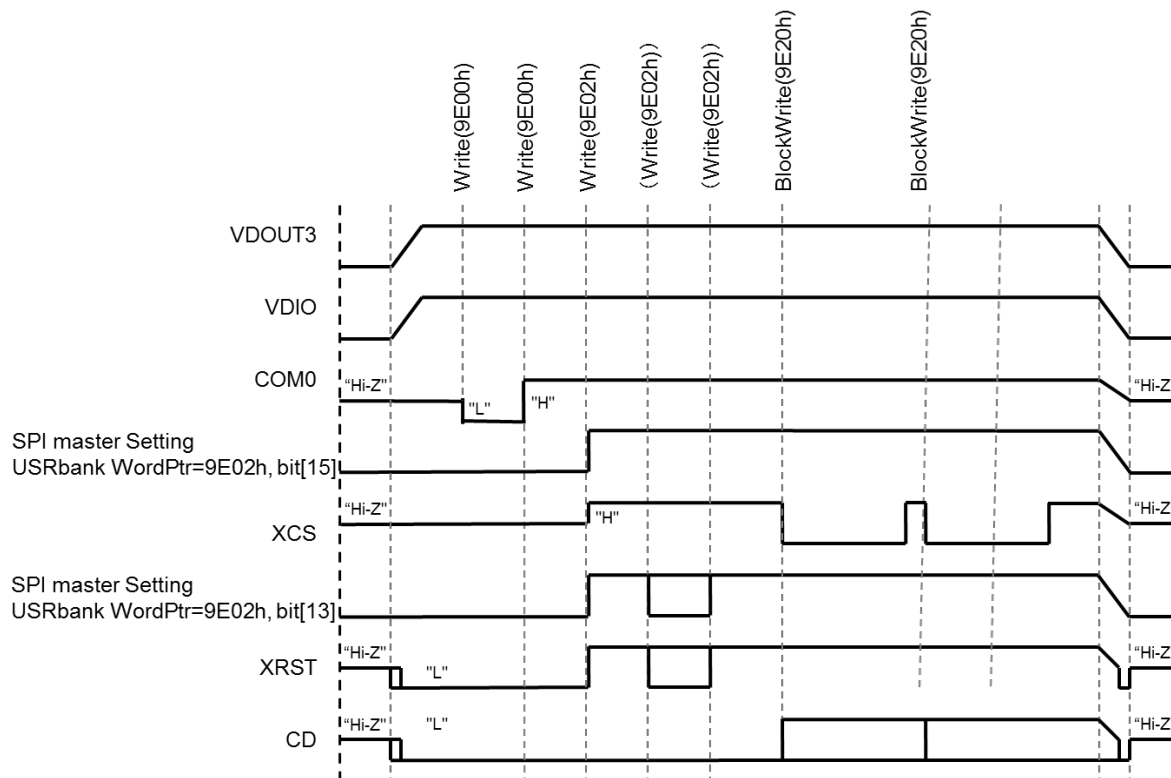 Write(9E00h)
Write(9E00h)
Write(9E02h)
（Write(9E02h)）
（Write(9E02h)）
BlockWrite(9E20h)
BlockWrite(9E20h)
VDOUT3
VDIO
COM0
“Hi-Z"
"L"
"H"
“Hi-Z
SPI master Setting
USRbank WordPtr=9E02h, bit[15]
XCS
“Hi-Z"
"H"
“Hi-Z
SPI master Setting
USRbank WordPtr=9E02h, bit[13]
XRST
“Hi-Z"
"L"
“Hi-Z
CD
“Hi-Z"
"L"
“Hi-Z